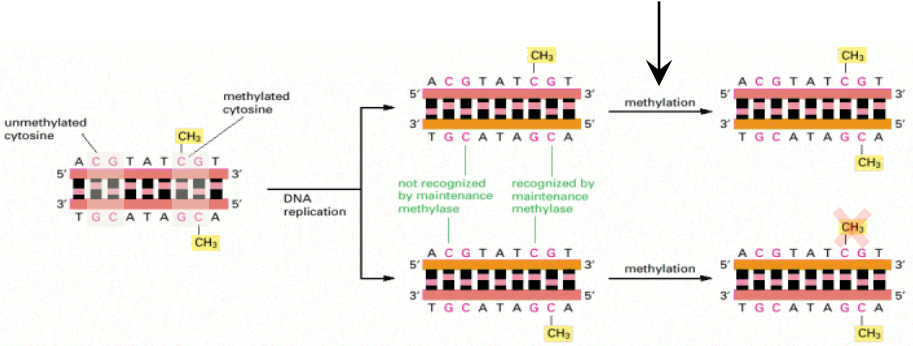 unmethylated
cytosine
methylated
cytosine
CH₃
A C G T A T C G T
5′ 3′
3′ 5′
T G C A T A G C A
CH₃
DNA
replication
CH₃
A C G T A T C G T
5′ 3′
3′ 5′
T G C A T A G C A
not recognized
by maintenance
methylase
recognized by
maintenance
methylase
A C G T A T C G T
5′ 3′
3′ 5′
T G C A T A G C A
CH₃
methylation
methylation
CH₃
A C G T A T C G T
5′ 3′
3′ 5′
T G C A T A G C A
CH₃
CH₃
A C G T A T C G T
5′ 3′
3′ 5′
T G C A T A G C A
CH₃